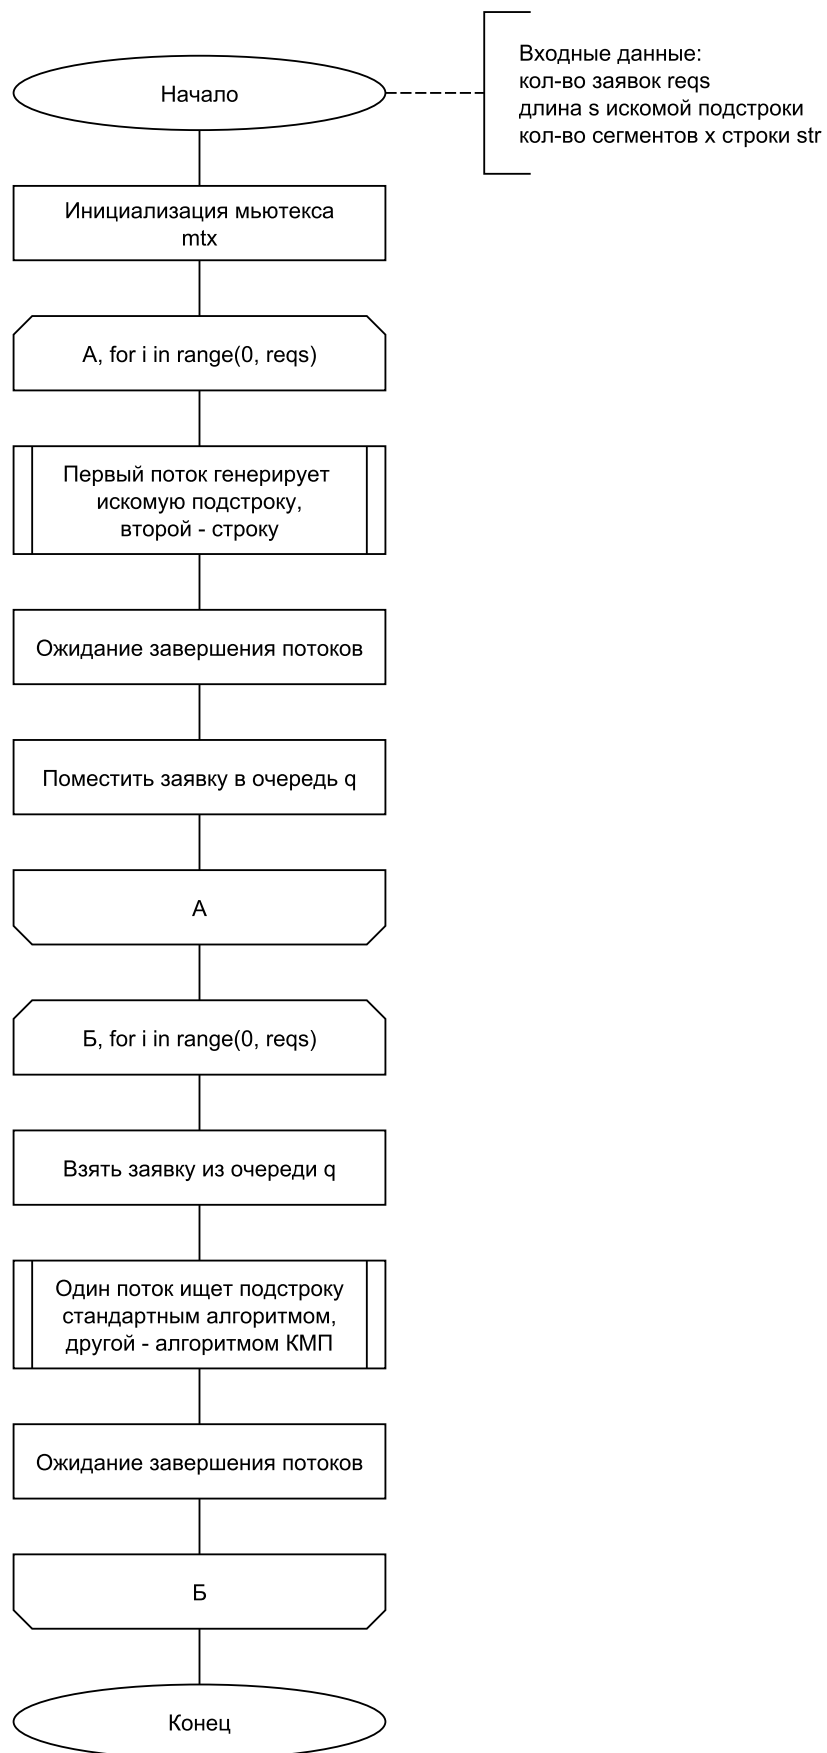 Начало
Входные данные:
кол-во заявок reqs
длина s искомой подстроки
кол-во сегментов x строки str
Инициализация мьютекса
mtx
А, for i in range(0, reqs)
Первый поток генерирует
искомую подстроку,
второй - строку
Ожидание завершения потоков
Поместить заявку в очередь q
А
Б, for i in range(0, reqs)
Взять заявку из очереди q
Один поток ищет подстроку
стандартным алгоритмом,
другой - алгоритмом КМП
Ожидание завершения потоков
Б
Конец